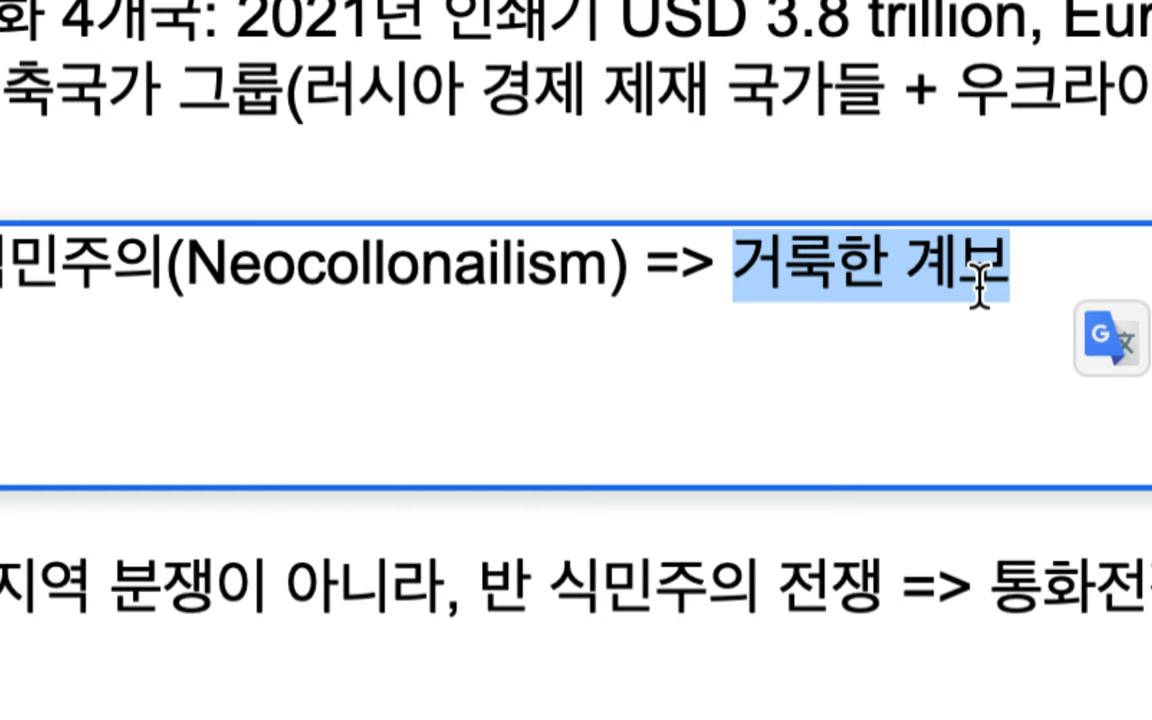 화 4개국: 2021년 인쇄기 USD 3.8 trillion, Eur
축국가 그룹(러시아 경제 제재 국가들 + 우크라이
식민주의(Neocollonailism) => 거룩한 계보
지역 분쟁이 아니라, 반 식민주의 전쟁 => 통화전